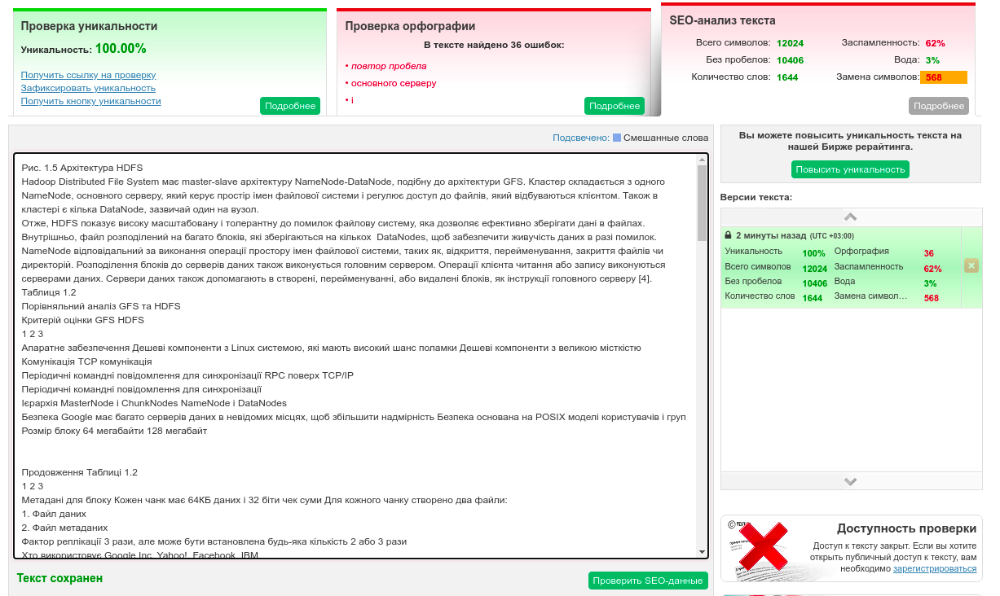 Проверка уникальности
Уникальность: 100.00%
Получить ссылку на проверку
Зафиксировать уникальность
Получить кнопку уникальности
Подробнее
Проверка орфографии
В тексте найдено 36 ошибок:
• повтор пробела
• основного серверу
• і
Подробнее
SEO-анализ текста
Всего символов: 12024 Заспамленность: 62%
Без пробелов: 10406 Вода: 3%
Количество слов: 1644 Замена символов: 568
Подробнее
Подсвечено: Смешанные слова
Рис. 1.5 Архітектура HDFS
Hadoop Distributed File System має master-slave архітектуру NameNode-DataNode, подібну до архітектури GFS. Кластер складається з одного
NameNode, основного серверу, який керує простір імен файлової системи і регулює доступ до файлів, який відбуваються клієнтом. Також в
кластері є кілька DataNode, зазвичай один на вузол.
Отже, HDFS показує високу масштабовану і толерантну до помилок файлову систему, яка дозволяє ефективно зберігати дані в файлах.
Внутрішньо, файл розподілений на багато блоків, які зберігаються на кількох  DataNodes, щоб забезпечити живучість даних в разі помилок.
NameNode відповідальний за виконання операції простору імен файлової системи, таких як, відкриття, перейменування, закриття файлів чи
директорій. Розподілення блоків до серверів даних також виконується головним сервером. Операції клієнта читання або запису виконуються
серверами даних. Сервери даних також допомагають в створені, перейменуванні, або видалені блоків, як інструкції головного серверу [4].
Таблиця 1.2
Порівняльний аналіз GFS та HDFS
Критерій оцінки GFS HDFS
1 2 3
Апаратне забезпечення Дешеві компоненти з Linux системою, які мають високий шанс поламки Дешеві компоненти з великою місткістю
Комунікація TCP комунікація
Періодичні командні повідомлення для синхронізації RPC поверх TCP/IP
Періодичні командні повідомлення для синхронізації
Ієрархія MasterNode і ChunkNodes NameNode і DataNodes
Безпека Google має багато серверів даних в невідомих місцях, щоб збільшити надмірність Безпека основана на POSIX моделі користувачів і груп
Розмір блоку 64 мегабайти 128 мегабайт
Продовження Таблиці 1.2
1 2 3
Метадані для блоку Кожен чанк має 64КБ даних і 32 біти чек суми Для кожного чанку створено два файли:
1. Файл даних
2. Файл метаданих
Фактор реплікації 3 рази, але може бути встановлена будь-яка кількість 2 або 3 рази
Хто використовує Google Inc. Yahoo!, Facebook, IBM
Текст сохранен
Проверить SEO-данные
Вы можете повысить уникальность текста на
нашей Бирже рерайтинга.
Повысить уникальность
Версии текста:
2 минуты назад (UTC +03:00)
Уникальность 100% Орфография 36
Всего символов 12024 Заспамленность 62%
Без пробелов 10406 Вода 3%
Количество слов 1644 Замена символ… 568
Доступность проверки
Доступ к тексту закрыт. Если вы хотите
открыть публичный доступ к тексту, вам
необходимо зарегистрироваться